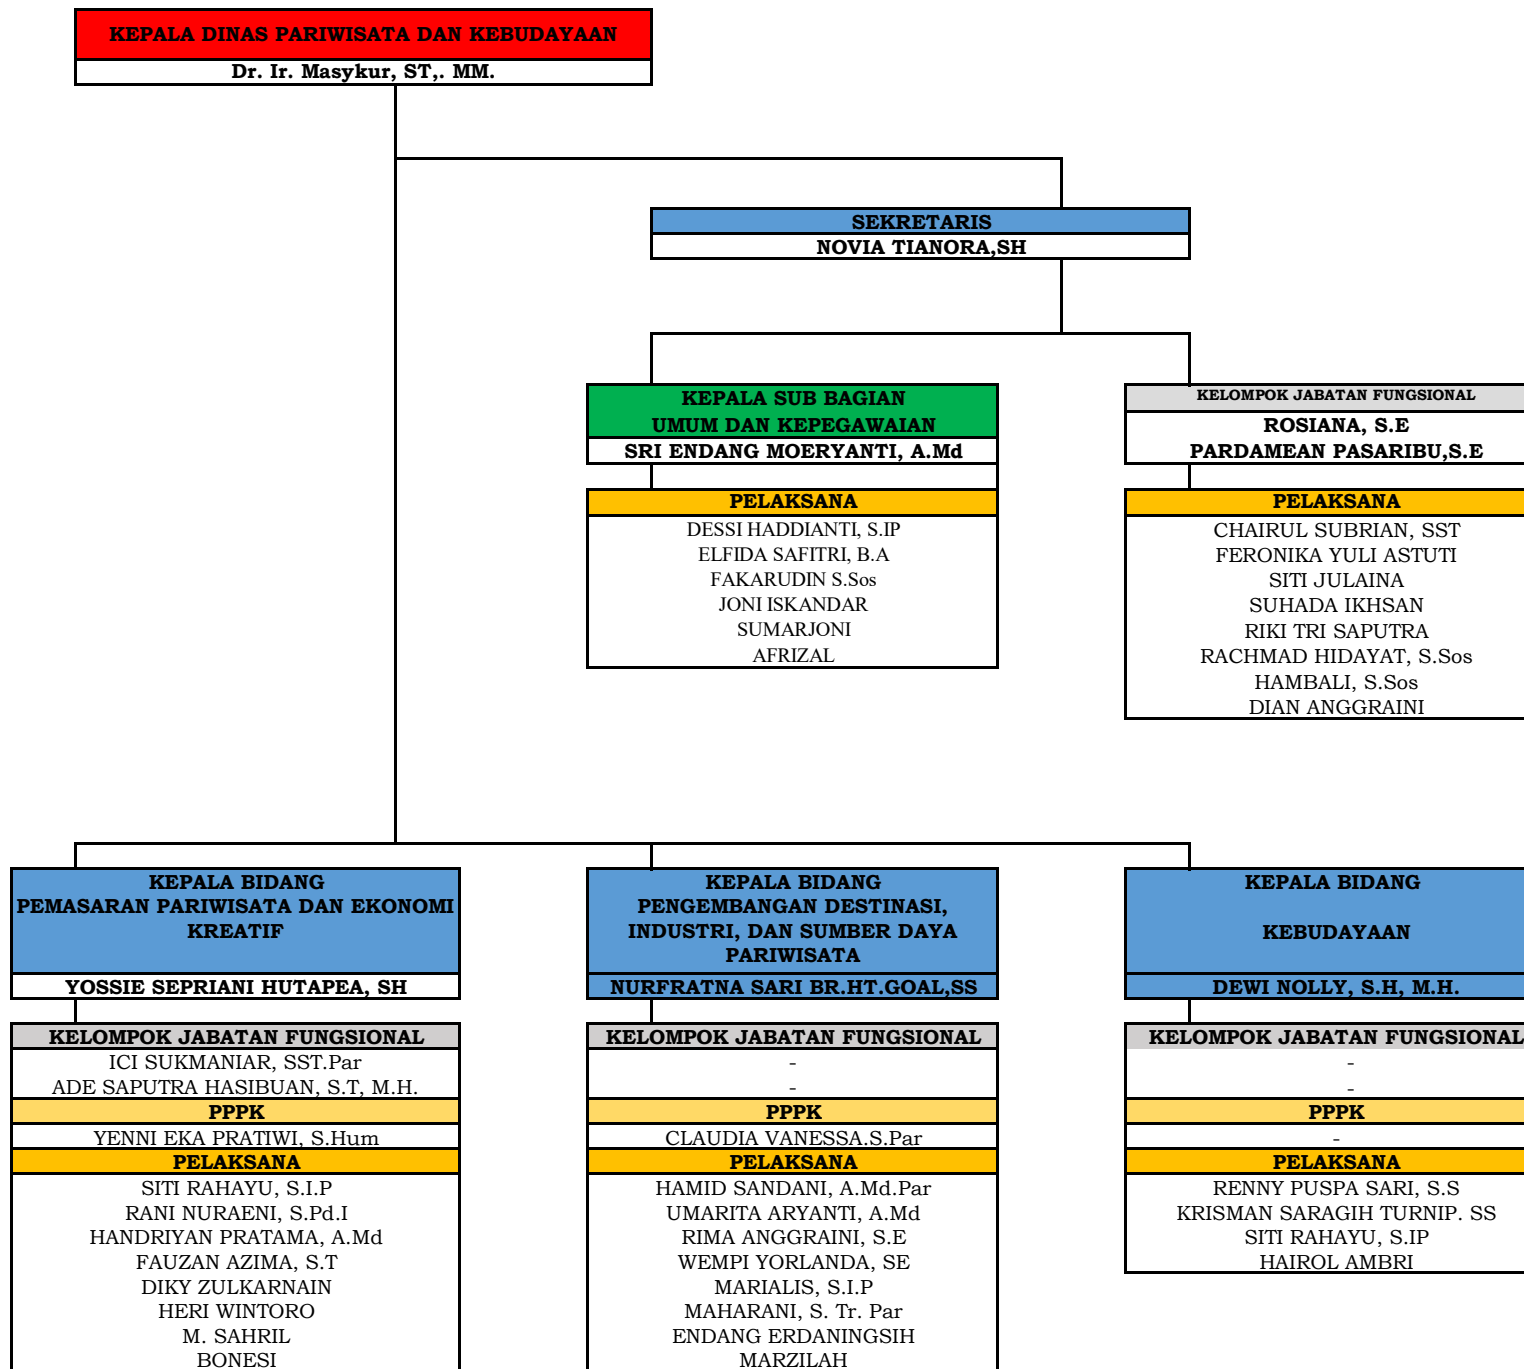 KEPALA DINAS PARIWISATA DAN KEBUDAYAAN
Dr. Ir. Masykur, ST,. MM.
SEKRETARIS
NOVIA TIANORA,SH
KEPALA SUB BAGIAN
UMUM DAN KEPEGAWAIAN
SRI ENDANG MOERYANTI, A.Md
PELAKSANA
DESSI HADDIANTI, S.IP
ELFIDA SAFITRI, B.A
FAKARUDIN S.Sos
JONI ISKANDAR
SUMARJONI
AFRIZAL
KELOMPOK JABATAN FUNGSIONAL
ROSIANA, S.E
PARDAMEAN PASARIBU,S.E
PELAKSANA
CHAIRUL SUBRIAN, SST
FERONIKA YULI ASTUTI
SITI JULAINA
SUHADA IKHSAN
RIKI TRI SAPUTRA
RACHMAD HIDAYAT, S.Sos
HAMBALI, S.Sos
DIAN ANGGRAINI
KEPALA BIDANG
PEMASARAN PARIWISATA DAN EKONOMI
KREATIF
YOSSIE SEPRIANI HUTAPEA, SH
KELOMPOK JABATAN FUNGSIONAL
ICI SUKMANIAR, SST.Par
ADE SAPUTRA HASIBUAN, S.T, M.H.
PPPK
YENNI EKA PRATIWI, S.Hum
PELAKSANA
SITI RAHAYU, S.I.P
RANI NURAENI, S.Pd.I
HANDRIYAN PRATAMA, A.Md
FAUZAN AZIMA, S.T
DIKY ZULKARNAIN
HERI WINTORO
M. SAHRIL
BONESI
KEPALA BIDANG
PENGEMBANGAN DESTINASI,
INDUSTRI, DAN SUMBER DAYA
PARIWISATA
NURFRATNA SARI BR.HT.GOAL,SS
KELOMPOK JABATAN FUNGSIONAL
-
-
PPPK
CLAUDIA VANESSA.S.Par
PELAKSANA
HAMID SANDANI, A.Md.Par
UMARITA ARYANTI, A.Md
RIMA ANGGRAINI, S.E
WEMPI YORLANDA, SE
MARIALIS, S.I.P
MAHARANI, S. Tr. Par
ENDANG ERDANINGSIH
MARZILAH
KEPALA BIDANG
KEBUDAYAAN
DEWI NOLLY, S.H, M.H.
KELOMPOK JABATAN FUNGSIONAL
-
-
PPPK
-
PELAKSANA
RENNY PUSPA SARI, S.S
KRISMAN SARAGIH TURNIP. SS
SITI RAHAYU, S.IP
HAIROL AMBRI